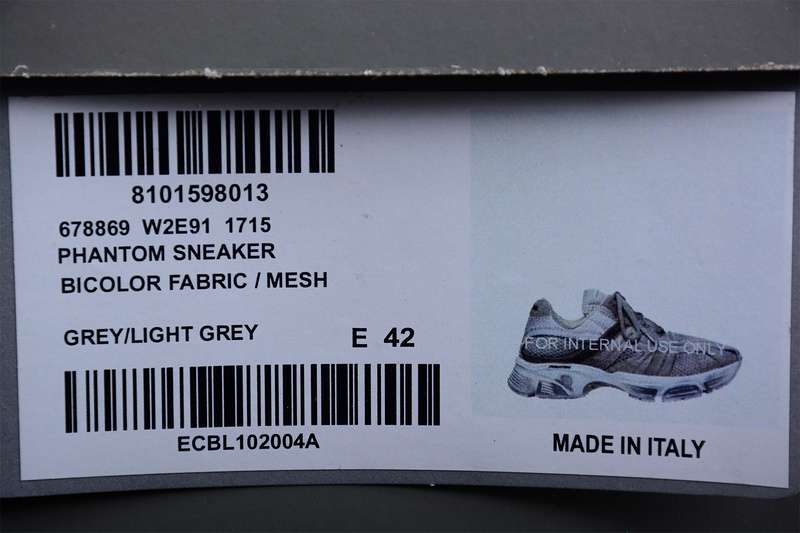 8101598013
678869 W2E91 1715
PHANTOM SNEAKER
BICOLOR FABRIC / MESH
GREY/LIGHT GREY E 42
ECBL102004A
FOR INTERNAL USE ONLY
MADE IN ITALY